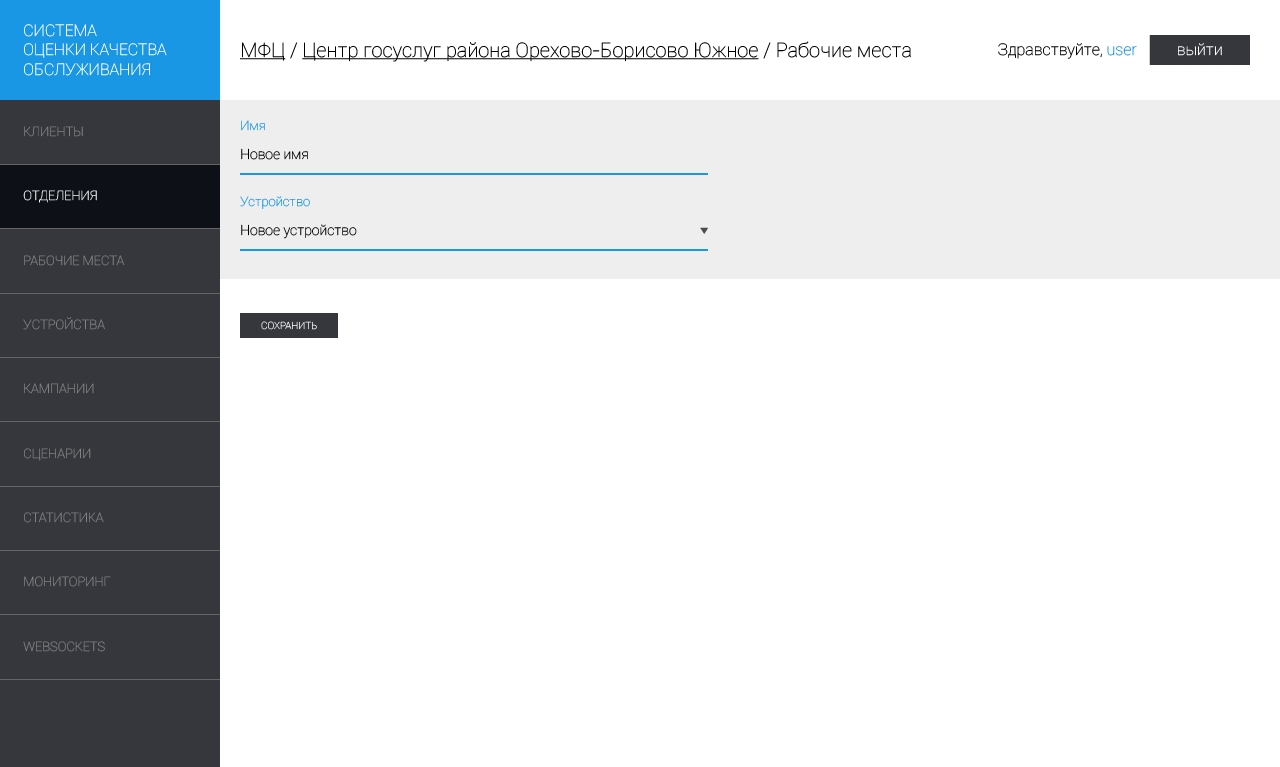 СИСТЕМА
ОЦЕНКИ КАЧЕСТВА
ОБСЛУЖИВАНИЯ
МФЦ / Центр госуслуг района Орехово-Борисово Южное / Рабочие места
Здравствуйте, user
ВЫЙТИ
КЛИЕНТЫ
ОТДЕЛЕНИЯ
РАБОЧИЕ МЕСТА
УСТРОЙСТВА
КАМПАНИИ
СЦЕНАРИИ
СТАТИСТИКА
МОНИТОРИНГ
WEBSOCKETS
Имя
Новое имя
Устройство
Новое устройство
СОХРАНИТЬ